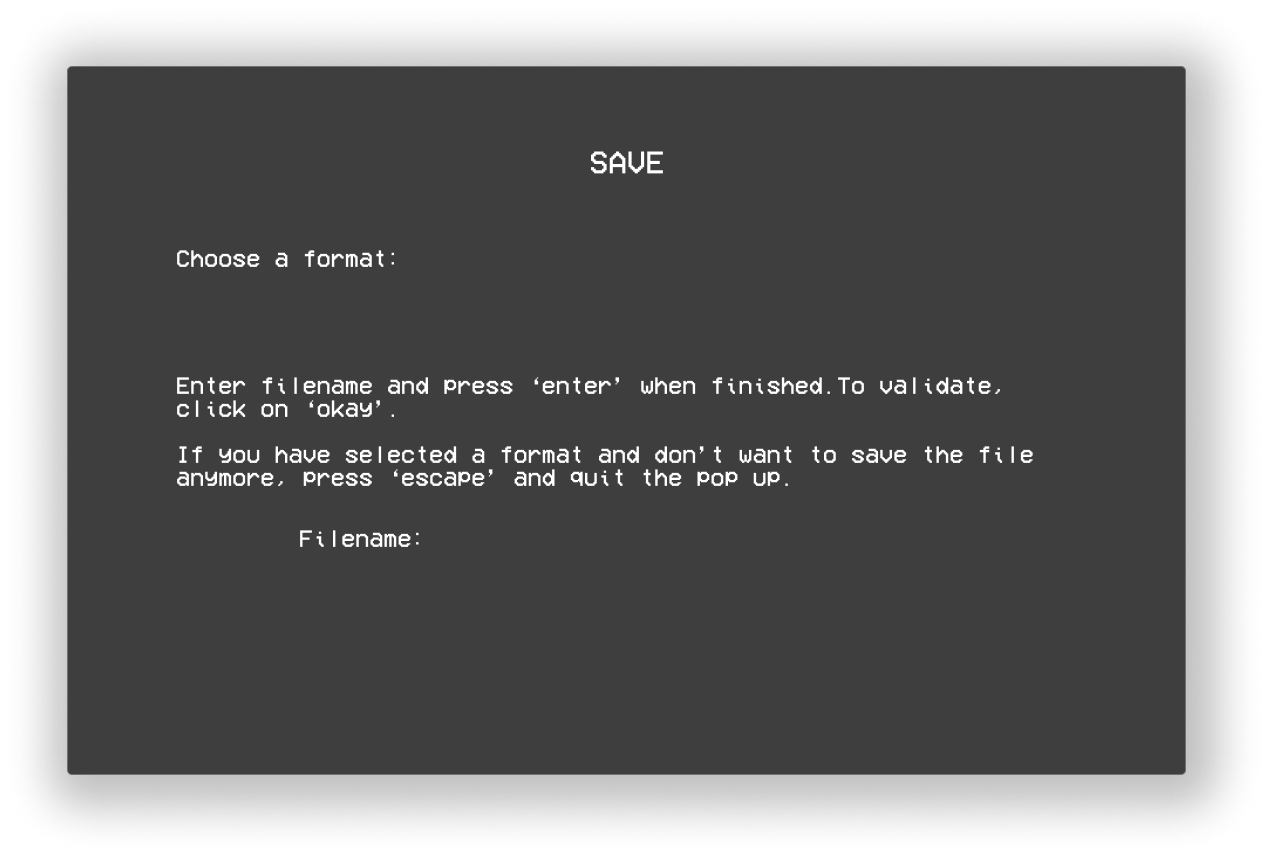 SAVE
Choose a format:
Enter filename and press ‘enter’ when finished.To validate,
click on ‘okay’.
If you have selected a format and don’t want to save the file
anymore, press ‘escape’ and quit the pop up.
Filename: